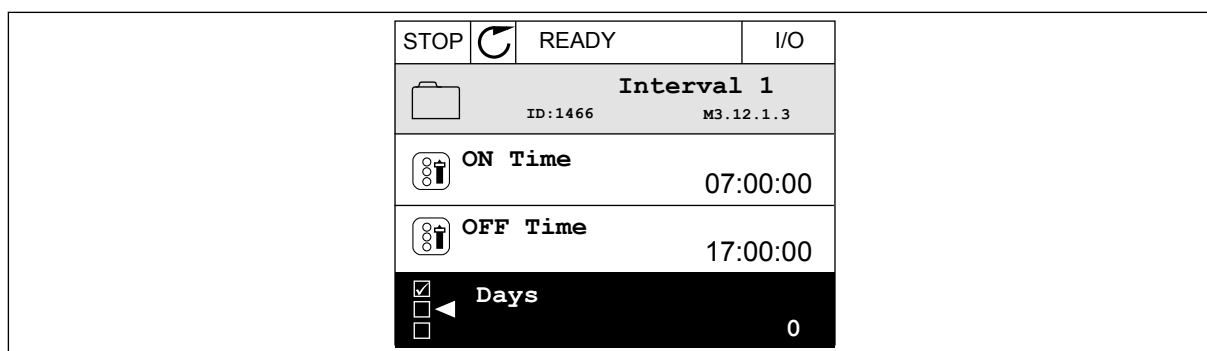 STOP READY I/O
Interval 1
ID:1466 M3.12.1.3
ON Time
07:00:00
OFF Time
17:00:00
Days
0